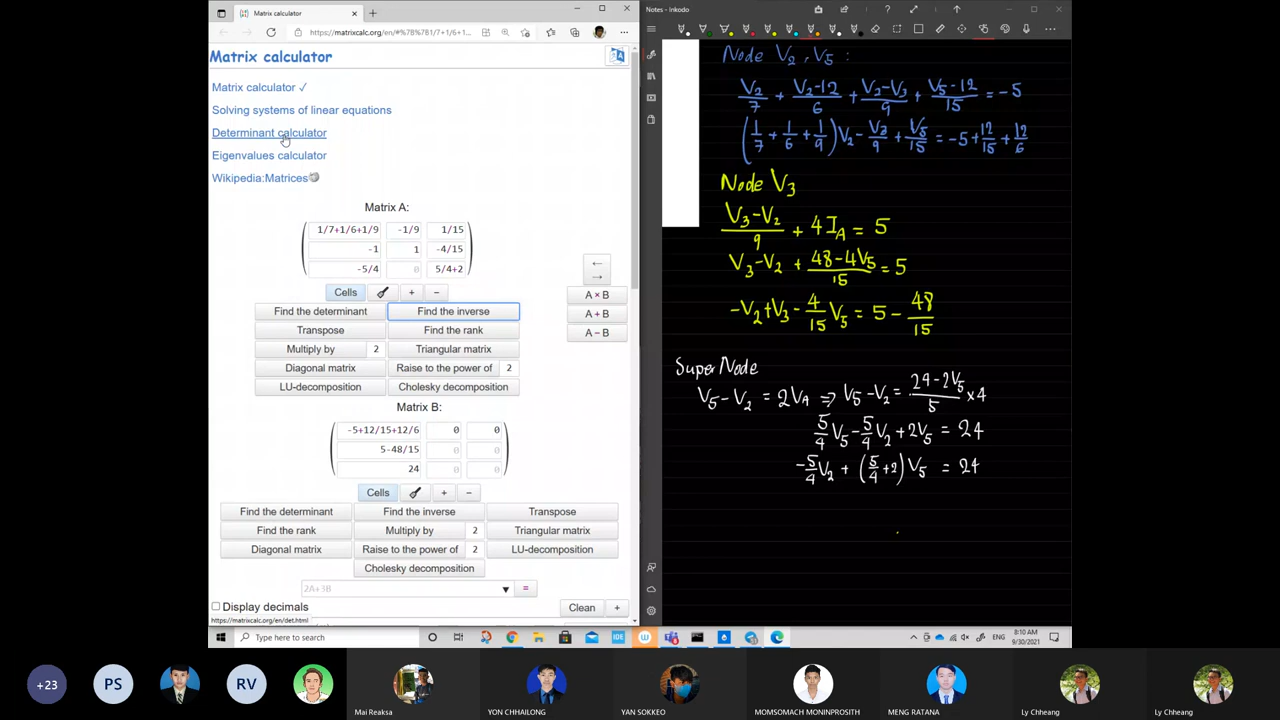 Matrix calculator
https://matrixcalc.org/en/#%7B%781/7+1/6+1...
Matrix calculator
Matrix calculator ✓
Solving systems of linear equations
Determinant calculator
Eigenvalues calculator
Wikipedia:Matrices
Matrix A:
1/7+1/6+1/9 -1/9 1/15
-1 1 -4/15
-5/4 0 5/4+2
Cells + −
Find the determinant Find the inverse
Transpose Find the rank
Multiply by 2 Triangular matrix
Diagonal matrix Raise to the power of 2
LU-decomposition Cholesky decomposition
← →
A × B
A + B
A − B
Matrix B:
-5+12/15+12/6 0 0
5-48/15 0 0
24 0 0
Cells + −
Find the determinant Find the inverse Transpose
Find the rank Multiply by 2 Triangular matrix
Diagonal matrix Raise to the power of 2 LU-decomposition
Cholesky decomposition
2A+3B =
Display decimals Clean +
https://matrixcalc.org/en/det.html
Notes - Inkodo
Node V2, V5 :
V2/7 + V2-12/6 + V2-V3/9 + V5-12/15 = -5
(1/7 + 1/6 + 1/9) V2 - V3/9 + V5/15 = -5 + 12/15 + 12/6
Node V3
V3-V2/9 + 4IA = 5
V3-V2 + 48-4V5/15 = 5
-V2+V3 - 4/15 V5 = 5 - 48/15
SuperNode
V5-V2 = 2VA ⇒ V5-V2 = 24-2V5/5 ×4
5/4 V5 - 5/4 V2 + 2V5 = 24
-5/4 V2 + (5/4+2) V5 = 24
Type here to search
IDE
ENG
8:10 AM
9/30/2021
+23
PS
RV
Mai Reaksa
YON CHHAILONG
YAN SOKKEO
MOMSOMACH MONINPROSITH
MENG RATANA
Ly Chheang
Ly Chheang